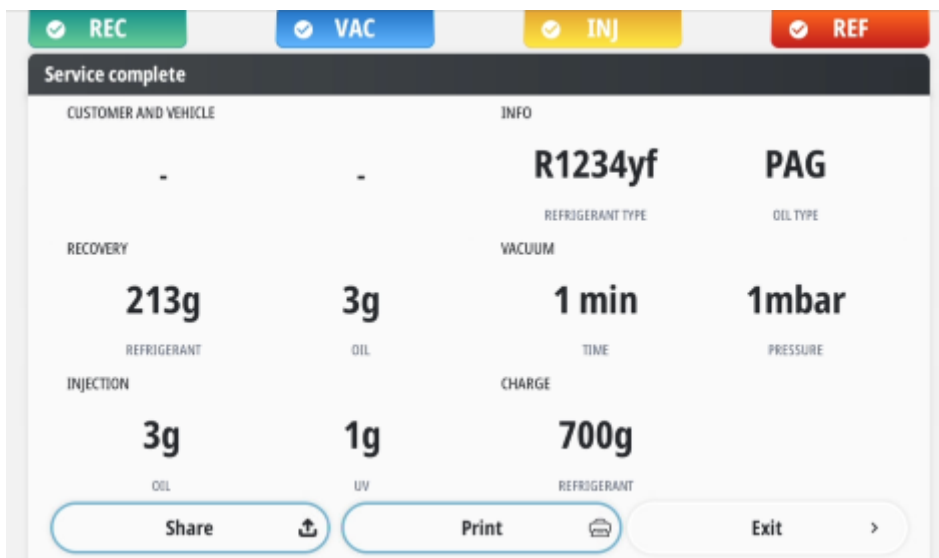 REC VAC INJ REF
Service complete
CUSTOMER AND VEHICLE INFO
- - R1234yf PAG
REFRIGERANT TYPE OIL TYPE
RECOVERY VACUUM
213g 3g 1 min 1mbar
REFRIGERANT OIL TIME PRESSURE
INJECTION CHARGE
3g 1g 700g
OIL UV REFRIGERANT
Share Print Exit